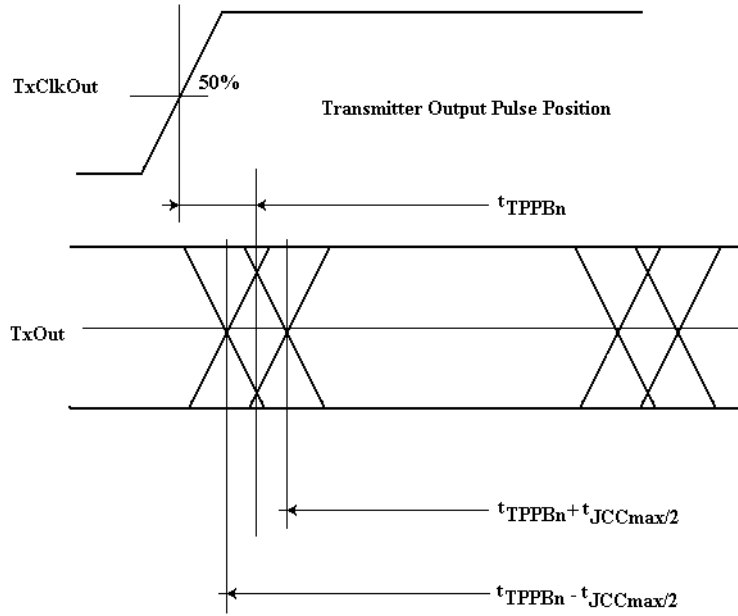 TxClkOut
50%
Transmitter Output Pulse Position
tTPPBn
TxOut
tTPPBn+tJCCmax/2
tTPPBn-tJCCmax/2